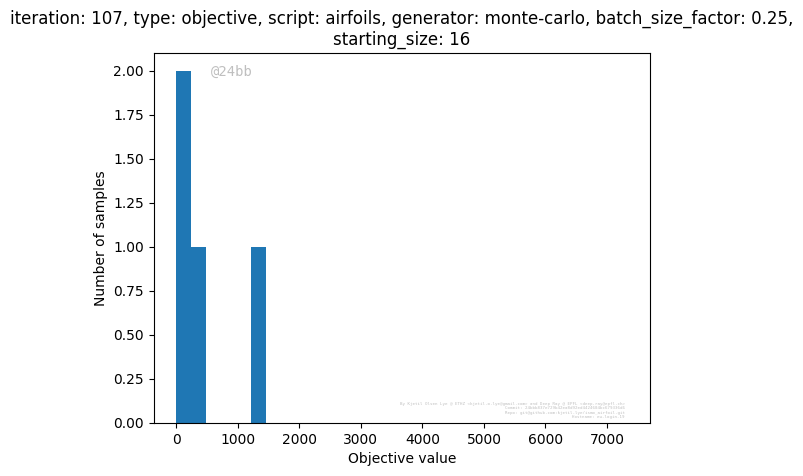 iteration: 107, type: objective, script: airfoils, generator: monte-carlo, batch_size_factor: 0.25,
starting_size: 16
@24bb
2.00
1.75
1.50
1.25
1.00
0.75
0.50
0.25
0.00
Number of samples
0 1000 2000 3000 4000 5000 6000 7000
Objective value